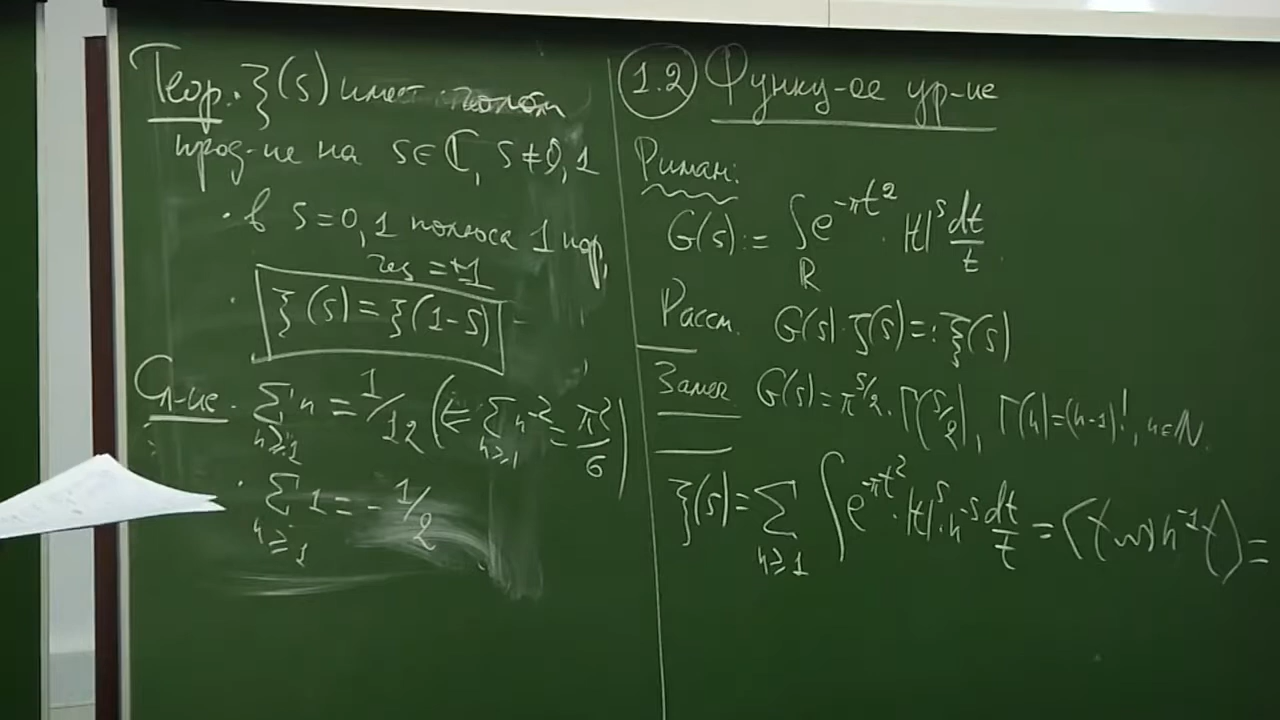 Теор. ξ(s) имеет
прод-ие на s∈ℂ, s≠0,1
· в s=0,1 полюса 1 пор,
res = ±1
· ξ(s)=ξ(1-s)
Сл-ие. ∑' n = 1/12 (⇐ ∑ n⁻² = π²/6)
n≥1 n≥1
· ∑ 1 = -1/2
n≥1
1.2 Функц-ое ур-ие
Риман:
G(s) := ∫_ℝ e^{-πt²} · |t|^s dt/t.
Рассм. G(s)·ζ(s)=: ξ(s)
Замеч G(s)=π^{s/2}·Γ(s/2), Γ(n)=(n-1)!, n∈ℕ.
ξ(s)=∑_{n≥1} ∫ e^{-πt²}·|t|^s·n^{-s} dt/t = (t ⇝ n⁻¹t) =